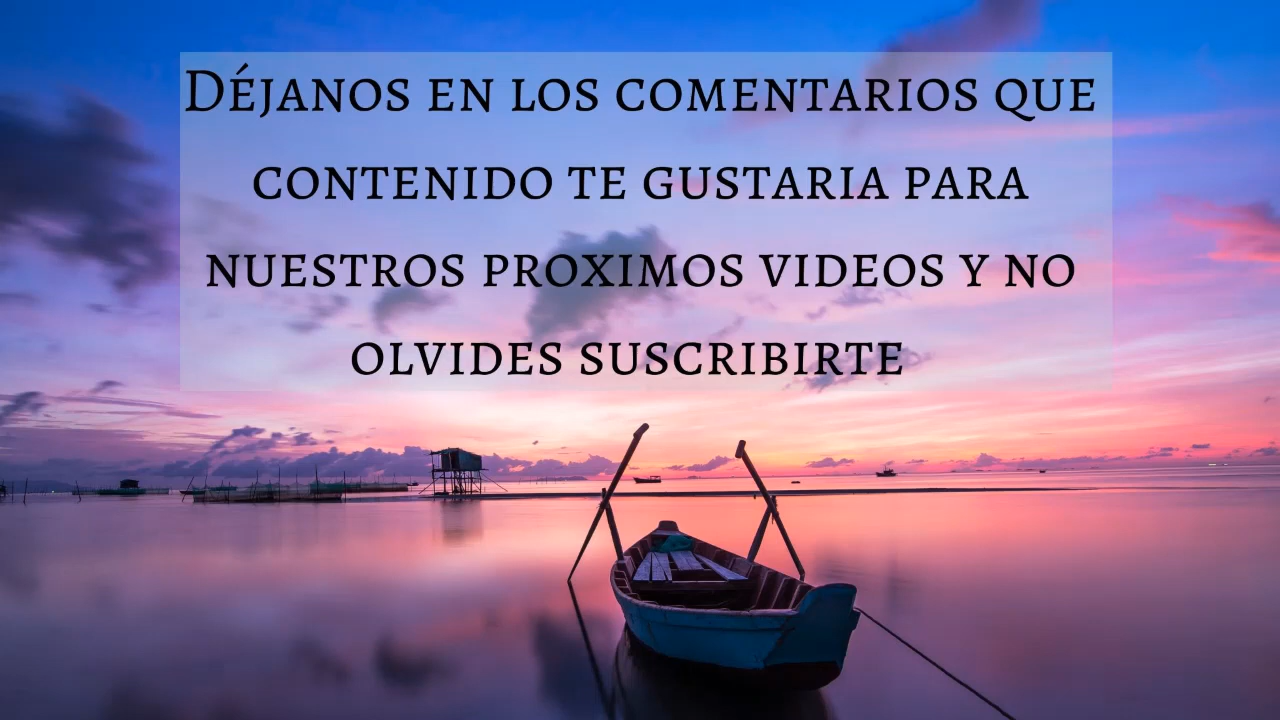 Déjanos en los comentarios que
contenido te gustaria para
nuestros proximos videos y no
olvides suscribirte